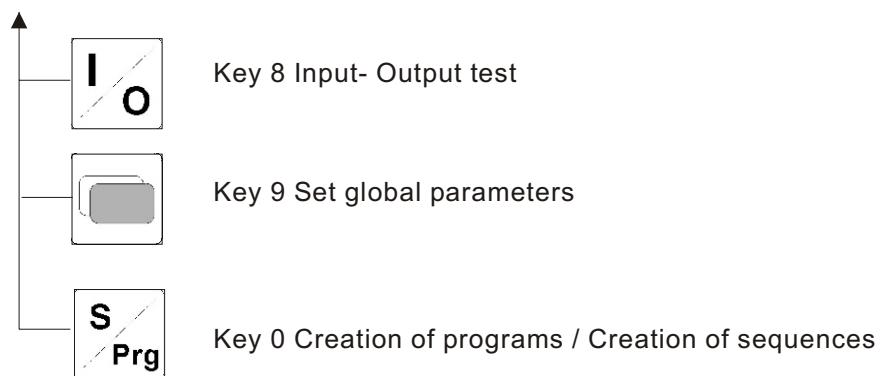 I
O
Key 8 Input- Output test
Key 9 Set global parameters
S
Prg
Key 0 Creation of programs / Creation of sequences